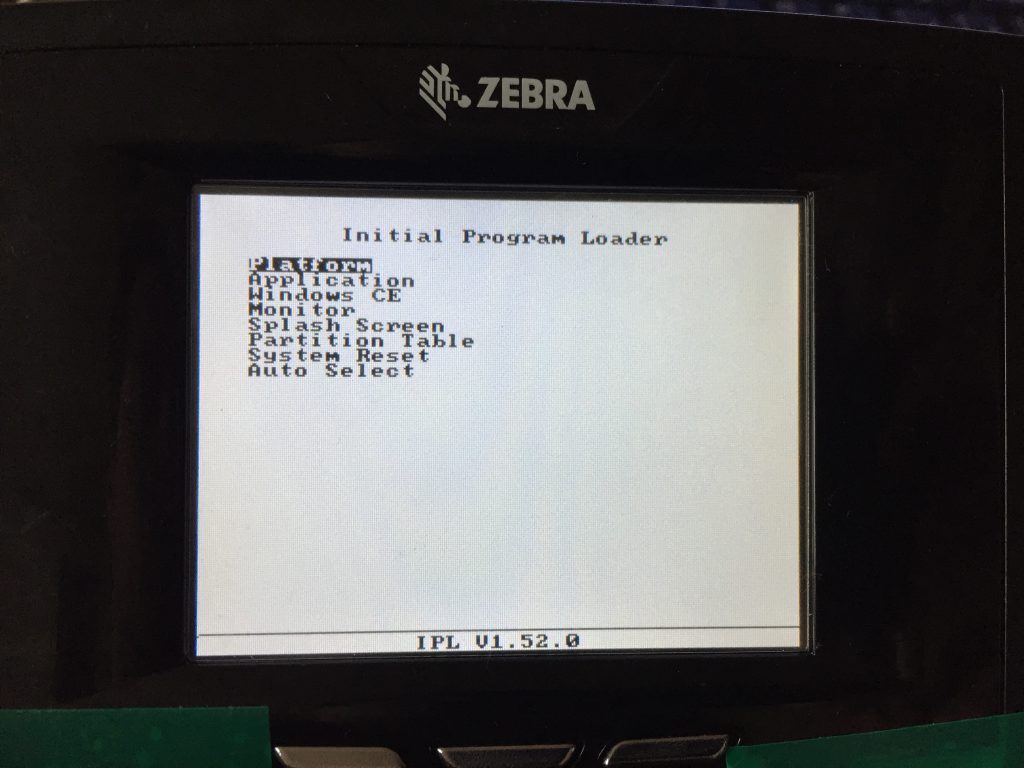 ZEBRA
Initial Program Loader
Platform
Application
Windows CE
Monitor
Splash Screen
Partition Table
System Reset
Auto Select
IPL V1.52.0